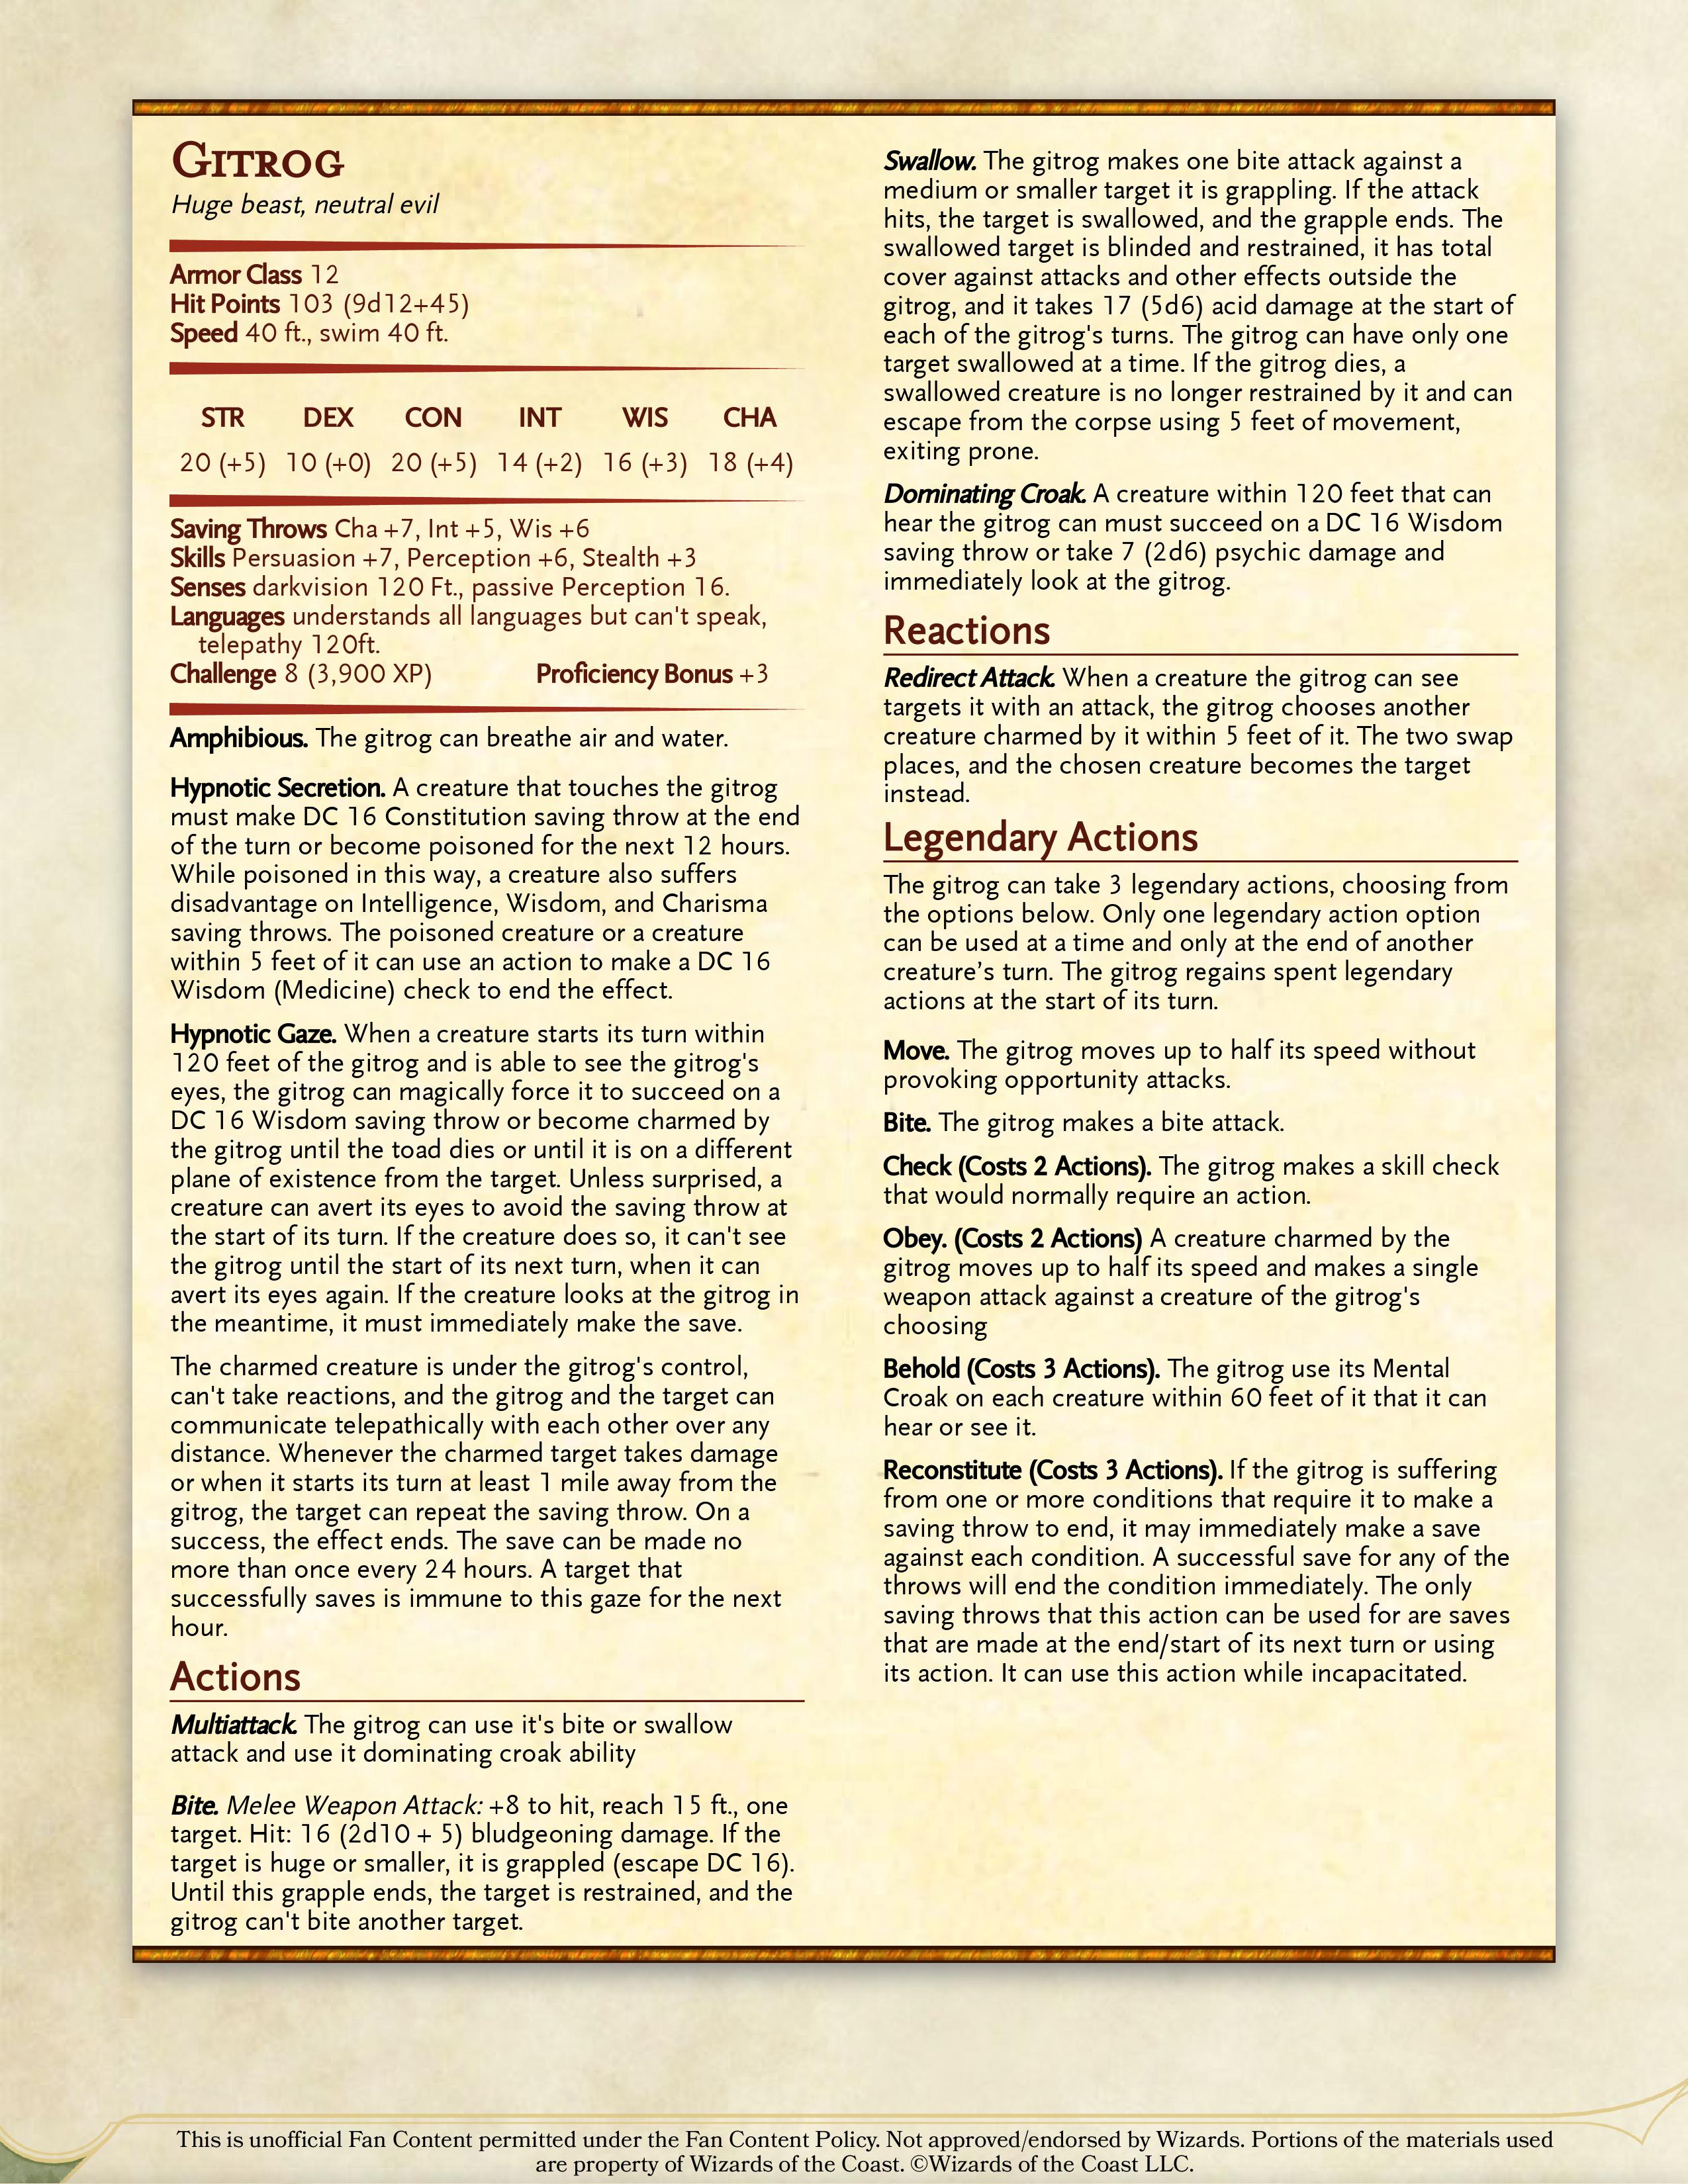 GITROG
Huge beast, neutral evil
Armor Class 12
Hit Points 103 (9d12+45)
Speed 40 ft., swim 40 ft.
STR DEX CON INT WIS CHA
20 (+5) 10 (+0) 20 (+5) 14 (+2) 16 (+3) 18 (+4)
Saving Throws Cha +7, Int +5, Wis +6
Skills Persuasion +7, Perception +6, Stealth +3
Senses darkvision 120 Ft., passive Perception 16.
Languages understands all languages but can't speak,
telepathy 120ft.
Challenge 8 (3,900 XP) Proficiency Bonus +3
Amphibious. The gitrog can breathe air and water.
Hypnotic Secretion. A creature that touches the gitrog
must make DC 16 Constitution saving throw at the end
of the turn or become poisoned for the next 12 hours.
While poisoned in this way, a creature also suffers
disadvantage on Intelligence, Wisdom, and Charisma
saving throws. The poisoned creature or a creature
within 5 feet of it can use an action to make a DC 16
Wisdom (Medicine) check to end the effect.
Hypnotic Gaze. When a creature starts its turn within
120 feet of the gitrog and is able to see the gitrog's
eyes, the gitrog can magically force it to succeed on a
DC 16 Wisdom saving throw or become charmed by
the gitrog until the toad dies or until it is on a different
plane of existence from the target. Unless surprised, a
creature can avert its eyes to avoid the saving throw at
the start of its turn. If the creature does so, it can't see
the gitrog until the start of its next turn, when it can
avert its eyes again. If the creature looks at the gitrog in
the meantime, it must immediately make the save.
The charmed creature is under the gitrog's control,
can't take reactions, and the gitrog and the target can
communicate telepathically with each other over any
distance. Whenever the charmed target takes damage
or when it starts its turn at least 1 mile away from the
gitrog, the target can repeat the saving throw. On a
success, the effect ends. The save can be made no
more than once every 24 hours. A target that
successfully saves is immune to this gaze for the next
hour.
Actions
Multiattack. The gitrog can use it's bite or swallow
attack and use it dominating croak ability
Bite. Melee Weapon Attack: +8 to hit, reach 15 ft., one
target. Hit: 16 (2d10 + 5) bludgeoning damage. If the
target is huge or smaller, it is grappled (escape DC 16).
Until this grapple ends, the target is restrained, and the
gitrog can't bite another target.
Swallow. The gitrog makes one bite attack against a
medium or smaller target it is grappling. If the attack
hits, the target is swallowed, and the grapple ends. The
swallowed target is blinded and restrained, it has total
cover against attacks and other effects outside the
gitrog, and it takes 17 (5d6) acid damage at the start of
each of the gitrog's turns. The gitrog can have only one
target swallowed at a time. If the gitrog dies, a
swallowed creature is no longer restrained by it and can
escape from the corpse using 5 feet of movement,
exiting prone.
Dominating Croak. A creature within 120 feet that can
hear the gitrog can must succeed on a DC 16 Wisdom
saving throw or take 7 (2d6) psychic damage and
immediately look at the gitrog.
Reactions
Redirect Attack. When a creature the gitrog can see
targets it with an attack, the gitrog chooses another
creature charmed by it within 5 feet of it. The two swap
places, and the chosen creature becomes the target
instead.
Legendary Actions
The gitrog can take 3 legendary actions, choosing from
the options below. Only one legendary action option
can be used at a time and only at the end of another
creature’s turn. The gitrog regains spent legendary
actions at the start of its turn.
Move. The gitrog moves up to half its speed without
provoking opportunity attacks.
Bite. The gitrog makes a bite attack.
Check (Costs 2 Actions). The gitrog makes a skill check
that would normally require an action.
Obey. (Costs 2 Actions) A creature charmed by the
gitrog moves up to half its speed and makes a single
weapon attack against a creature of the gitrog's
choosing
Behold (Costs 3 Actions). The gitrog use its Mental
Croak on each creature within 60 feet of it that it can
hear or see it.
Reconstitute (Costs 3 Actions). If the gitrog is suffering
from one or more conditions that require it to make a
saving throw to end, it may immediately make a save
against each condition. A successful save for any of the
throws will end the condition immediately. The only
saving throws that this action can be used for are saves
that are made at the end/start of its next turn or using
its action. It can use this action while incapacitated.
This is unofficial Fan Content permitted under the Fan Content Policy. Not approved/endorsed by Wizards. Portions of the materials used
are property of Wizards of the Coast. ©Wizards of the Coast LLC.